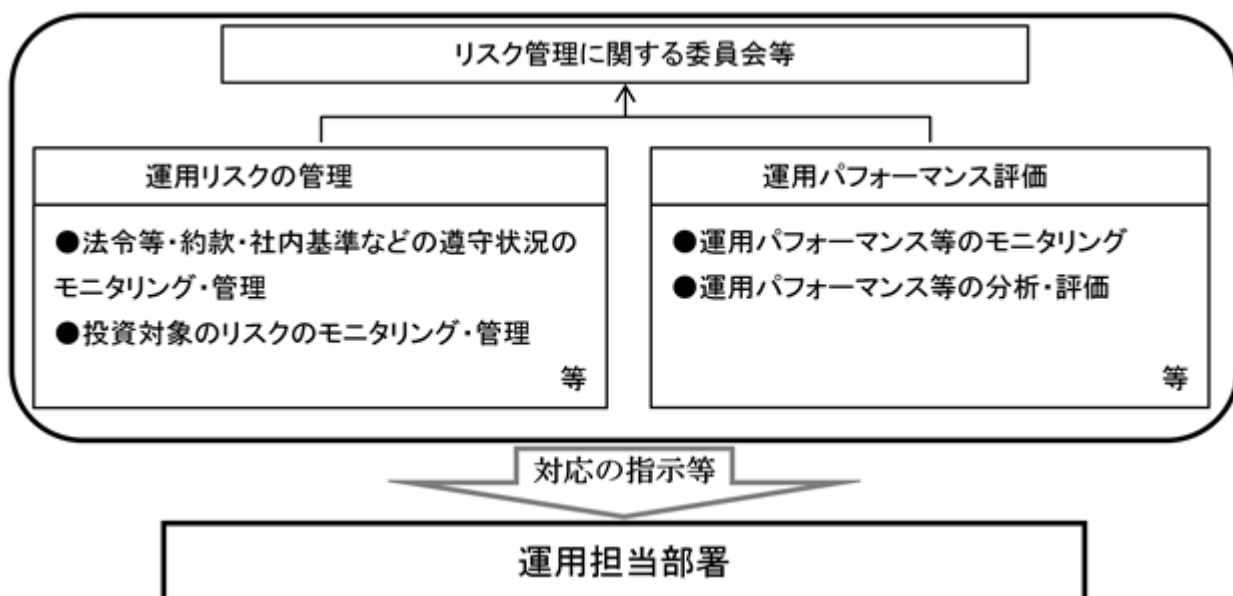 リスク管理に関する委員会等
運用リスクの管理
●法令等・約款・社内基準などの遵守状況の
モニタリング・管理
●投資対象のリスクのモニタリング・管理
等
運用パフォーマンス評価
●運用パフォーマンス等のモニタリング
●運用パフォーマンス等の分析・評価
等
対応の指示等
運用担当部署